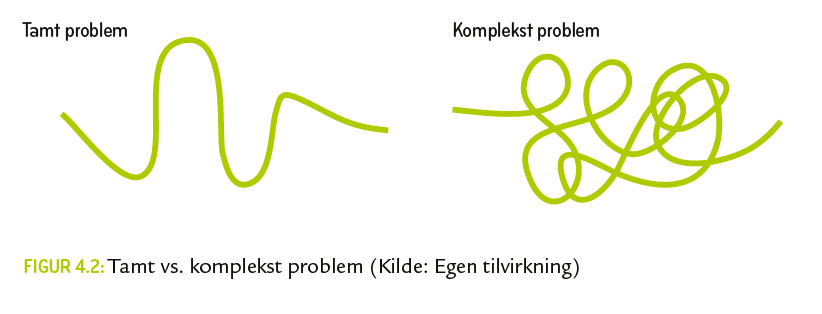 Tamt problem
Komplekst problem
FIGUR 4.2: Tamt vs. komplekst problem (Kilde: Egen tilvirkning)